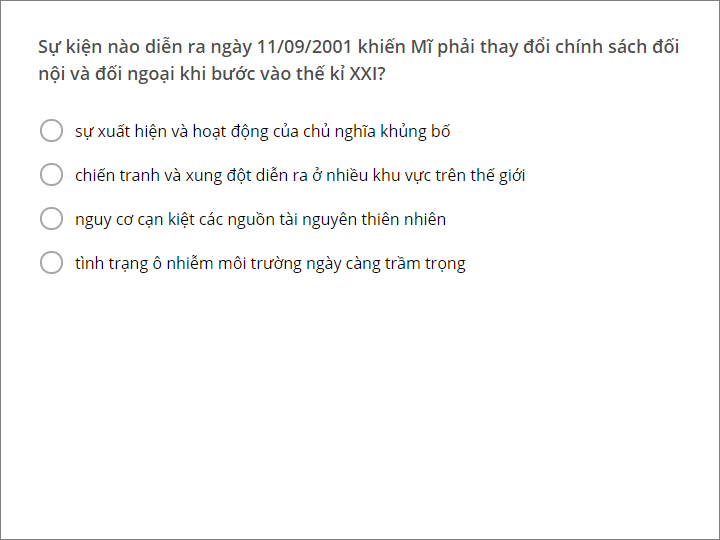 Sự kiện nào diễn ra ngày 11/09/2001 khiến Mĩ phải thay đổi chính sách đối
nội và đối ngoại khi bước vào thế kỉ XXI?
sự xuất hiện và hoạt động của chủ nghĩa khủng bố
chiến tranh và xung đột diễn ra ở nhiều khu vực trên thế giới
nguy cơ cạn kiệt các nguồn tài nguyên thiên nhiên
tình trạng ô nhiễm môi trường ngày càng trầm trọng